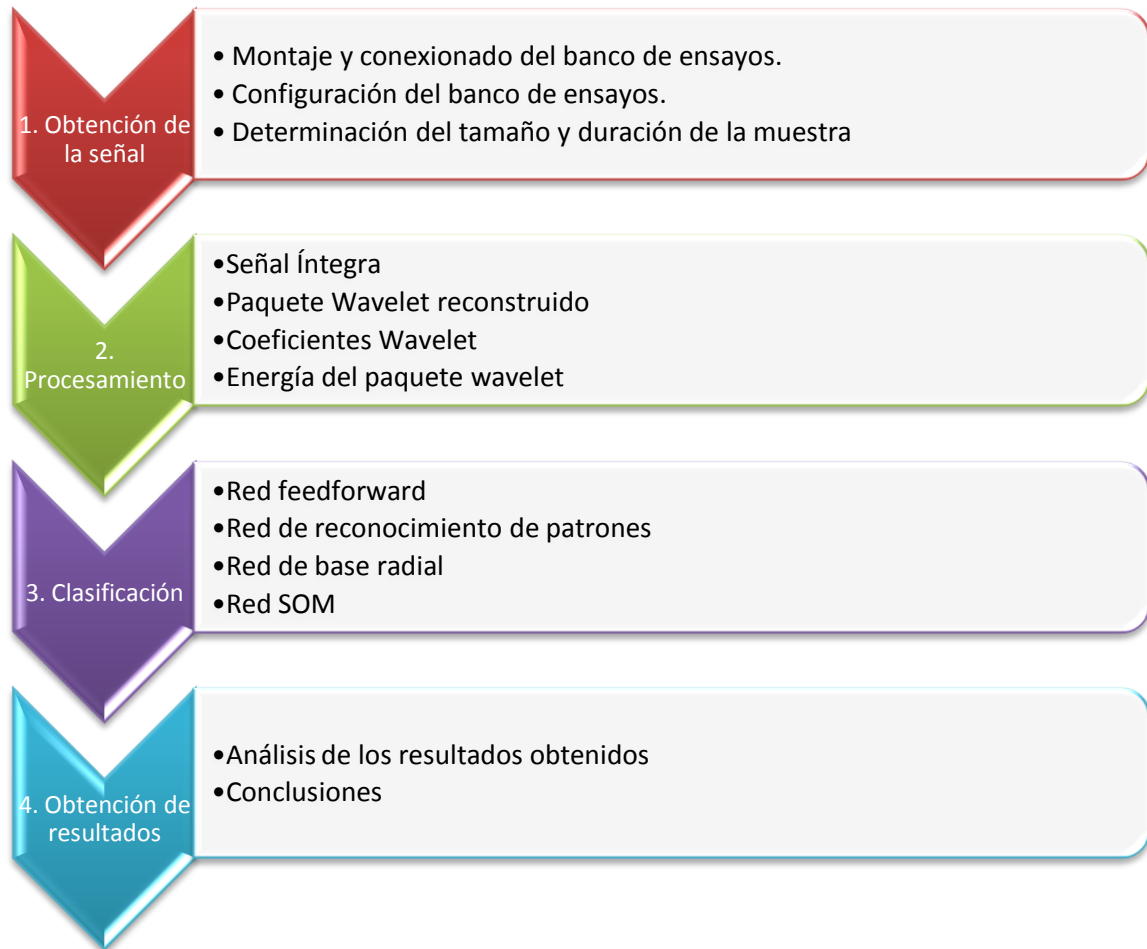 1. Obtención de
la señal
• Montaje y conexionado del banco de ensayos.
• Configuración del banco de ensayos.
• Determinación del tamaño y duración de la muestra
2.
Procesamiento
•Señal Íntegra
•Paquete Wavelet reconstruido
•Coeficientes Wavelet
•Energía del paquete wavelet
3. Clasificación
•Red feedforward
•Red de reconocimiento de patrones
•Red de base radial
•Red SOM
4. Obtención de
resultados
•Análisis de los resultados obtenidos
•Conclusiones